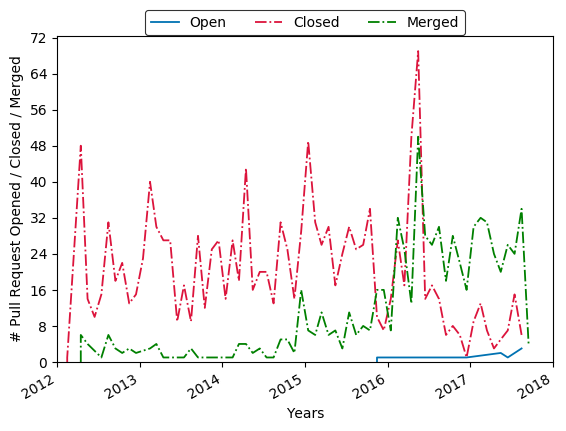 Open Closed Merged
# Pull Request Opened / Closed / Merged
72
64
56
48
40
32
24
16
8
0
2012 2013 2014 2015 2016 2017 2018
Years